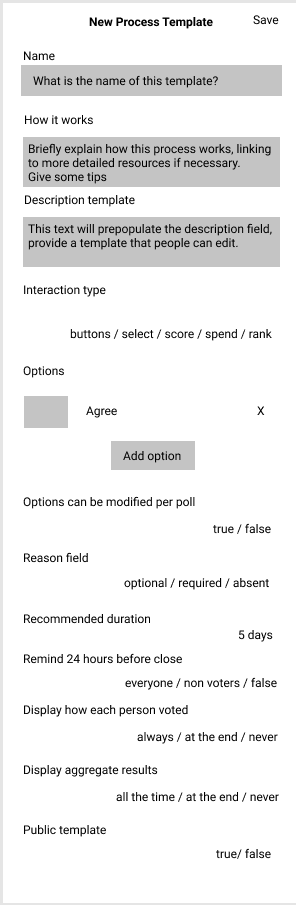 New Process Template
Save
Name
What is the name of this template?
How it works
Briefly explain how this process works, linking
to more detailed resources if necessary.
Give some tips
Description template
This text will prepopulate the description field,
provide a template that people can edit.
Interaction type
buttons / select / score / spend / rank
Options
Agree
X
Add option
Options can be modified per poll
true / false
Reason field
optional / required / absent
Recommended duration
5 days
Remind 24 hours before close
everyone / non voters / false
Display how each person voted
always / at the end / never
Display aggregate results
all the time / at the end / never
Public template
true/ false